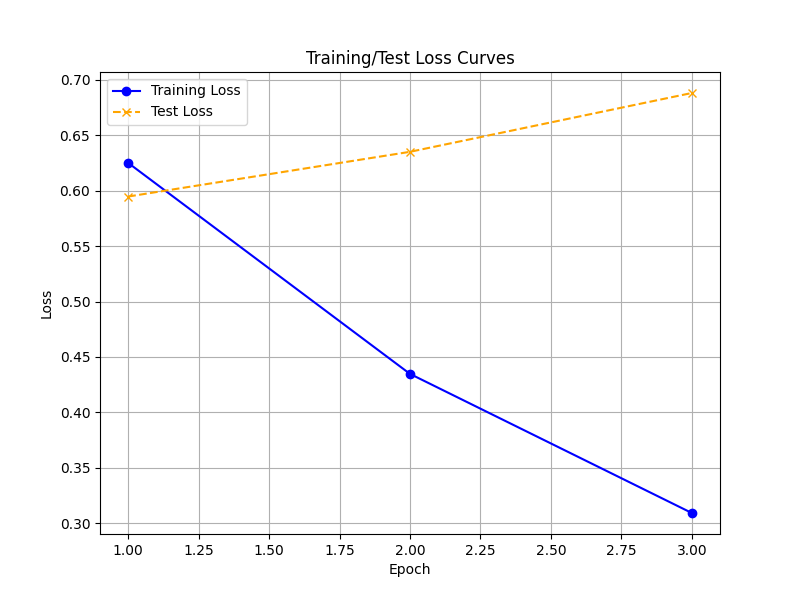 Training/Test Loss Curves
Training Loss
Test Loss
0.70
0.65
0.60
0.55
0.50
0.45
0.40
0.35
0.30
Loss
1.00 1.25 1.50 1.75 2.00 2.25 2.50 2.75 3.00
Epoch